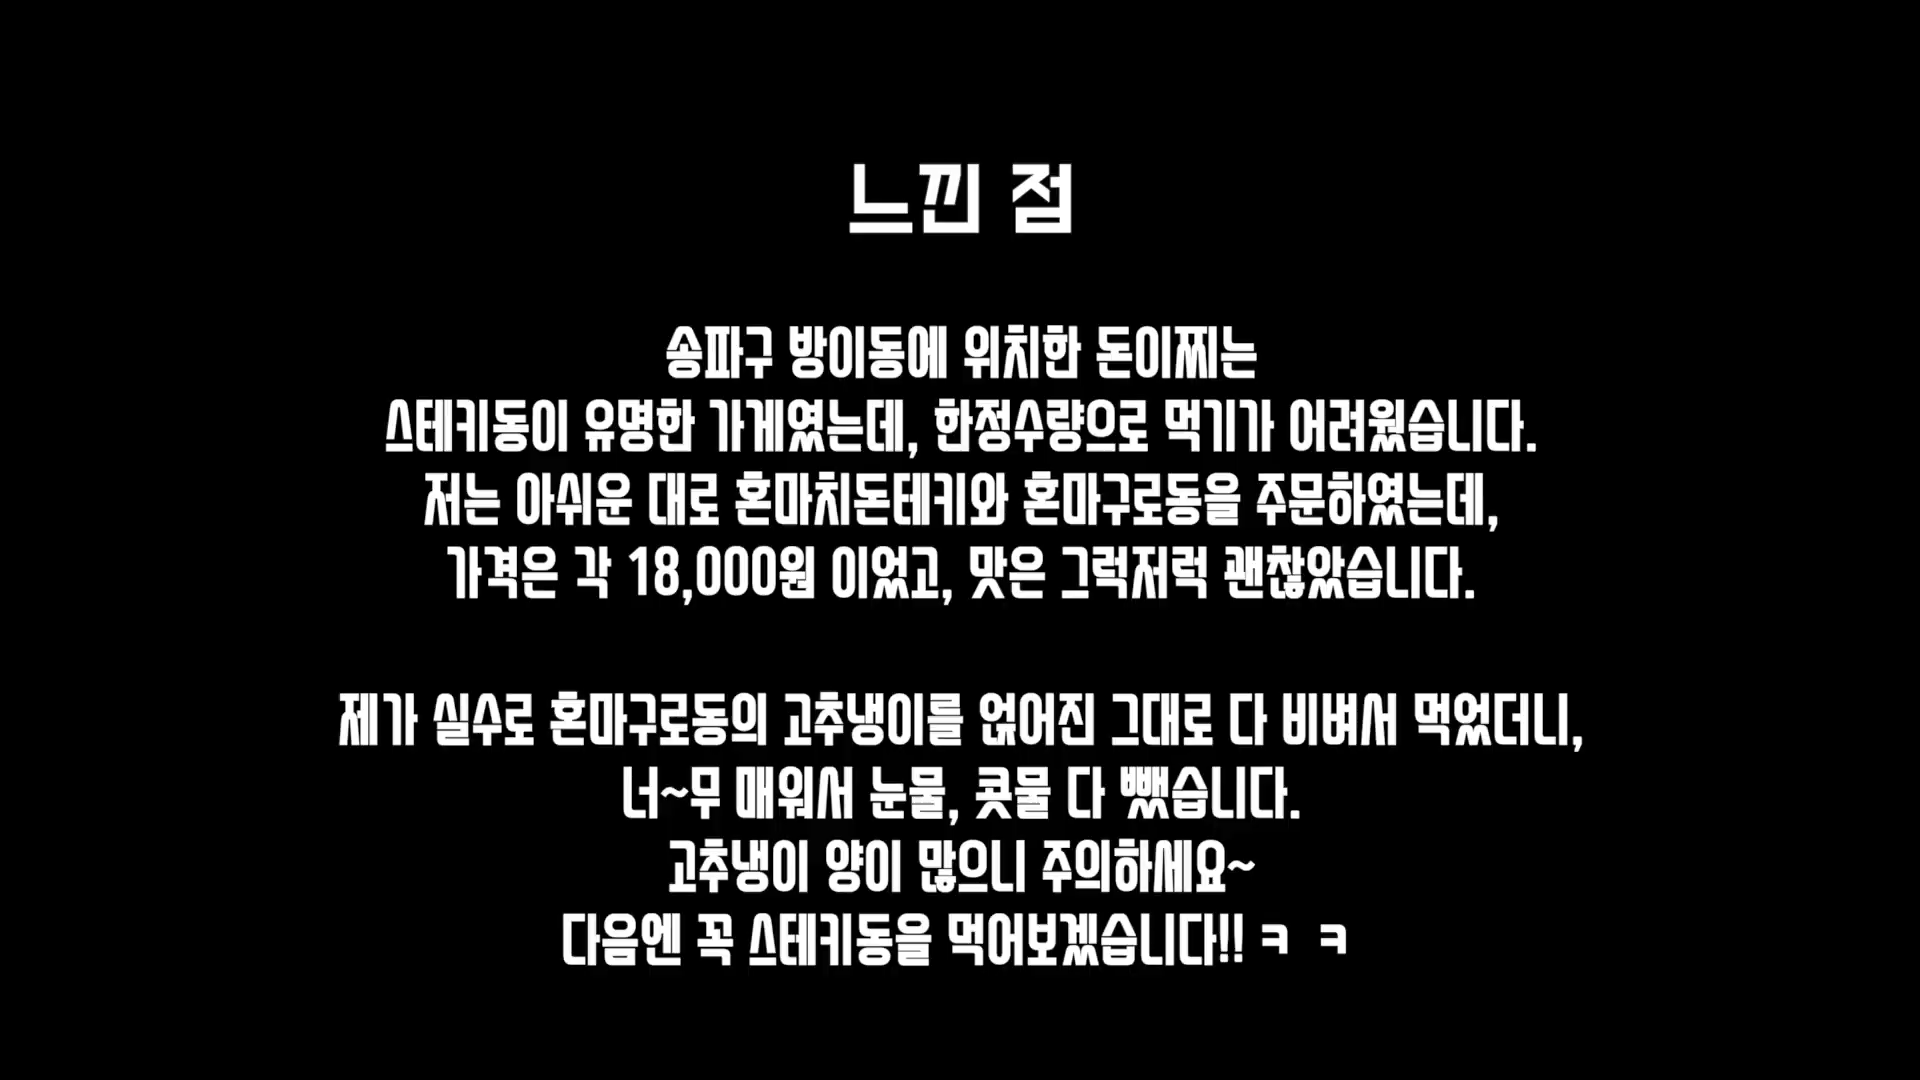 느낀 점
송파구 방이동에 위치한 돈이찌는
스테키동이 유명한 가게였는데, 한정수량으로 먹기가 어려웠습니다.
저는 아쉬운 대로 혼마치돈테키와 혼마구로동을 주문하였는데,
가격은 각 18,000원 이었고, 맛은 그럭저럭 괜찮았습니다.
제가 실수로 혼마구로동의 고추냉이를 얹어진 그대로 다 비벼서 먹었더니,
너~무 매워서 눈물, 콧물 다 뺐습니다.
고추냉이 양이 많으니 주의하세요~
다음엔 꼭 스테키동을 먹어보겠습니다!! ㅋ ㅋ